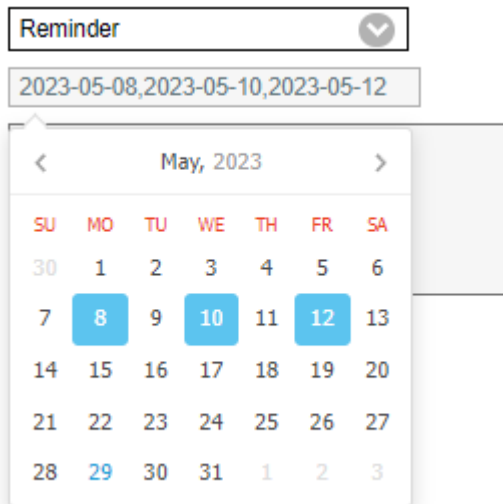 Reminder
2023-05-08,2023-05-10,2023-05-12
May, 2023
SU MO TU WE TH FR SA
30 1 2 3 4 5 6
7 8 9 10 11 12 13
14 15 16 17 18 19 20
21 22 23 24 25 26 27
28 29 30 31 1 2 3